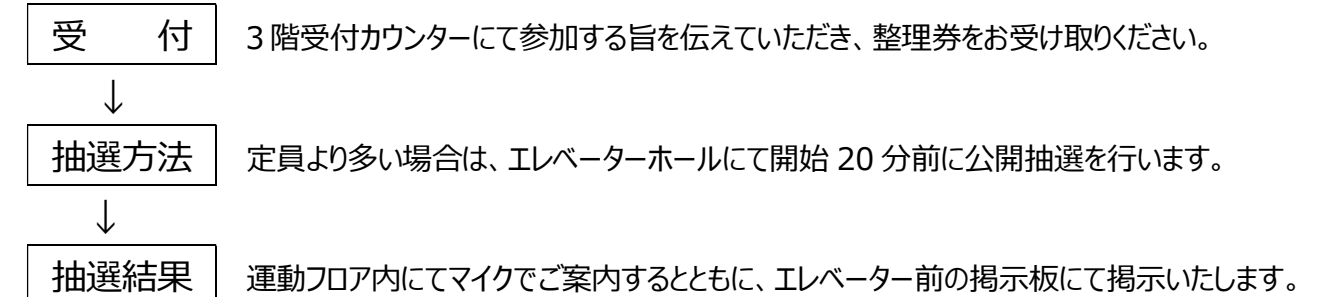 受　　付　3 階受付カウンターにて参加する旨を伝えていただき、整理券をお受け取りください。
↓
抽選方法　定員より多い場合は、エレベーターホールにて開始 20 分前に公開抽選を行います。
↓
抽選結果　運動フロア内にてマイクでご案内するとともに、エレベーター前の掲示板にて掲示いたします。